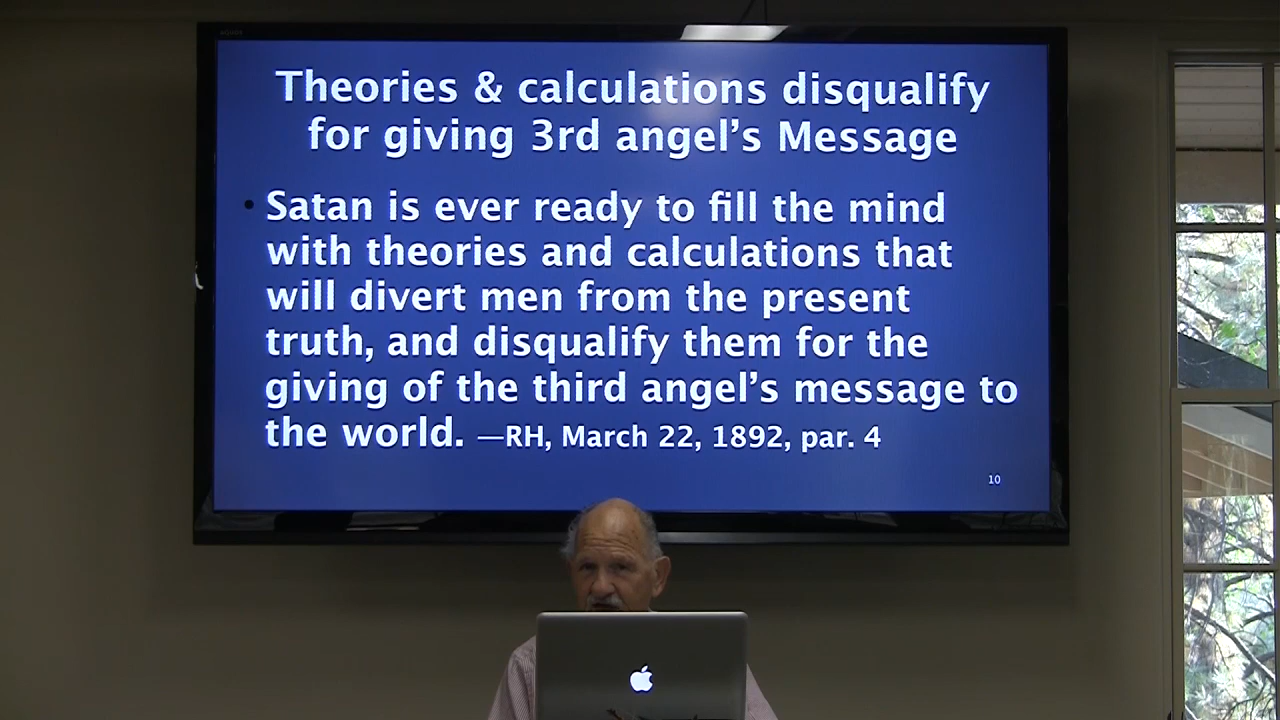 Theories & calculations disqualify
for giving 3rd angel’s Message
• Satan is ever ready to fill the mind
with theories and calculations that
will divert men from the present
truth, and disqualify them for the
giving of the third angel’s message to
the world. —RH, March 22, 1892, par. 4
10